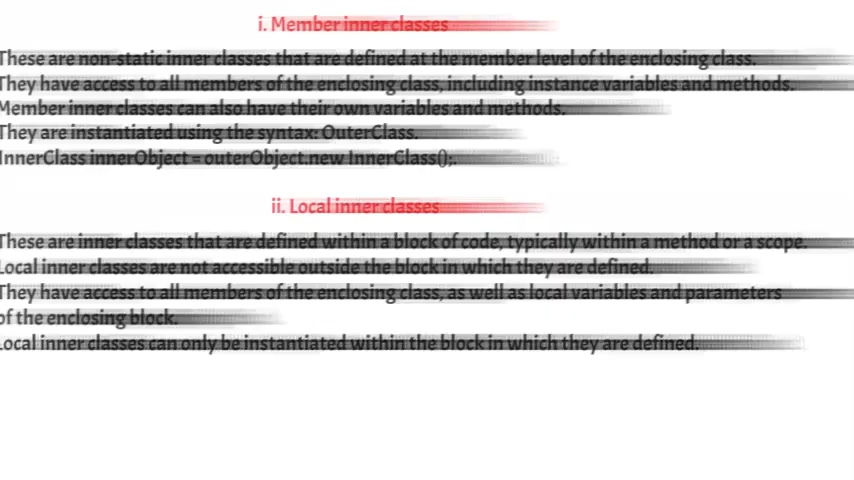 i. Member inner classes
These are non-static inner classes that are defined at the member level of the enclosing class.
They have access to all members of the enclosing class, including instance variables and methods.
Member inner classes can also have their own variables and methods.
They are instantiated using the syntax: OuterClass.
InnerClass innerObject = outerObject.new InnerClass();.
ii. Local inner classes
These are inner classes that are defined within a block of code, typically within a method or a scope.
Local inner classes are not accessible outside the block in which they are defined.
They have access to all members of the enclosing class, as well as local variables and parameters
of the enclosing block.
Local inner classes can only be instantiated within the block in which they are defined.